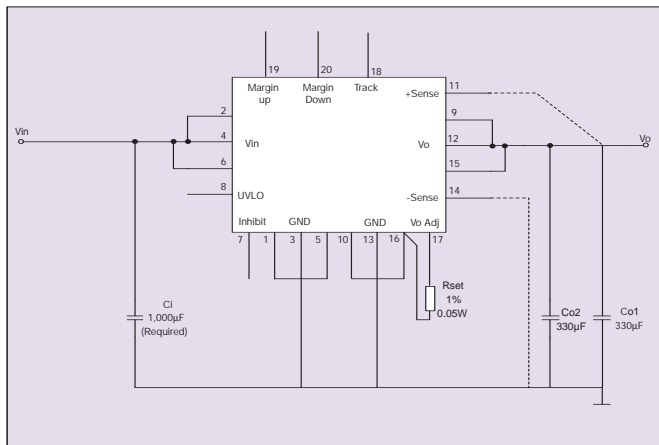 19
20
18
Margin up
Margin Down
Track
11
+Sense
2
9
Vin
4
Vin
Vo
12
Vo
6
15
8
UVLO
-Sense
14
Inhibit
GND
GND
Vo Adj
7
1
3
5
10
13
16
17
Rset
1%
0.05W
Ci
1,000µF
(Required)
Co2
330µF
Co1
330µF